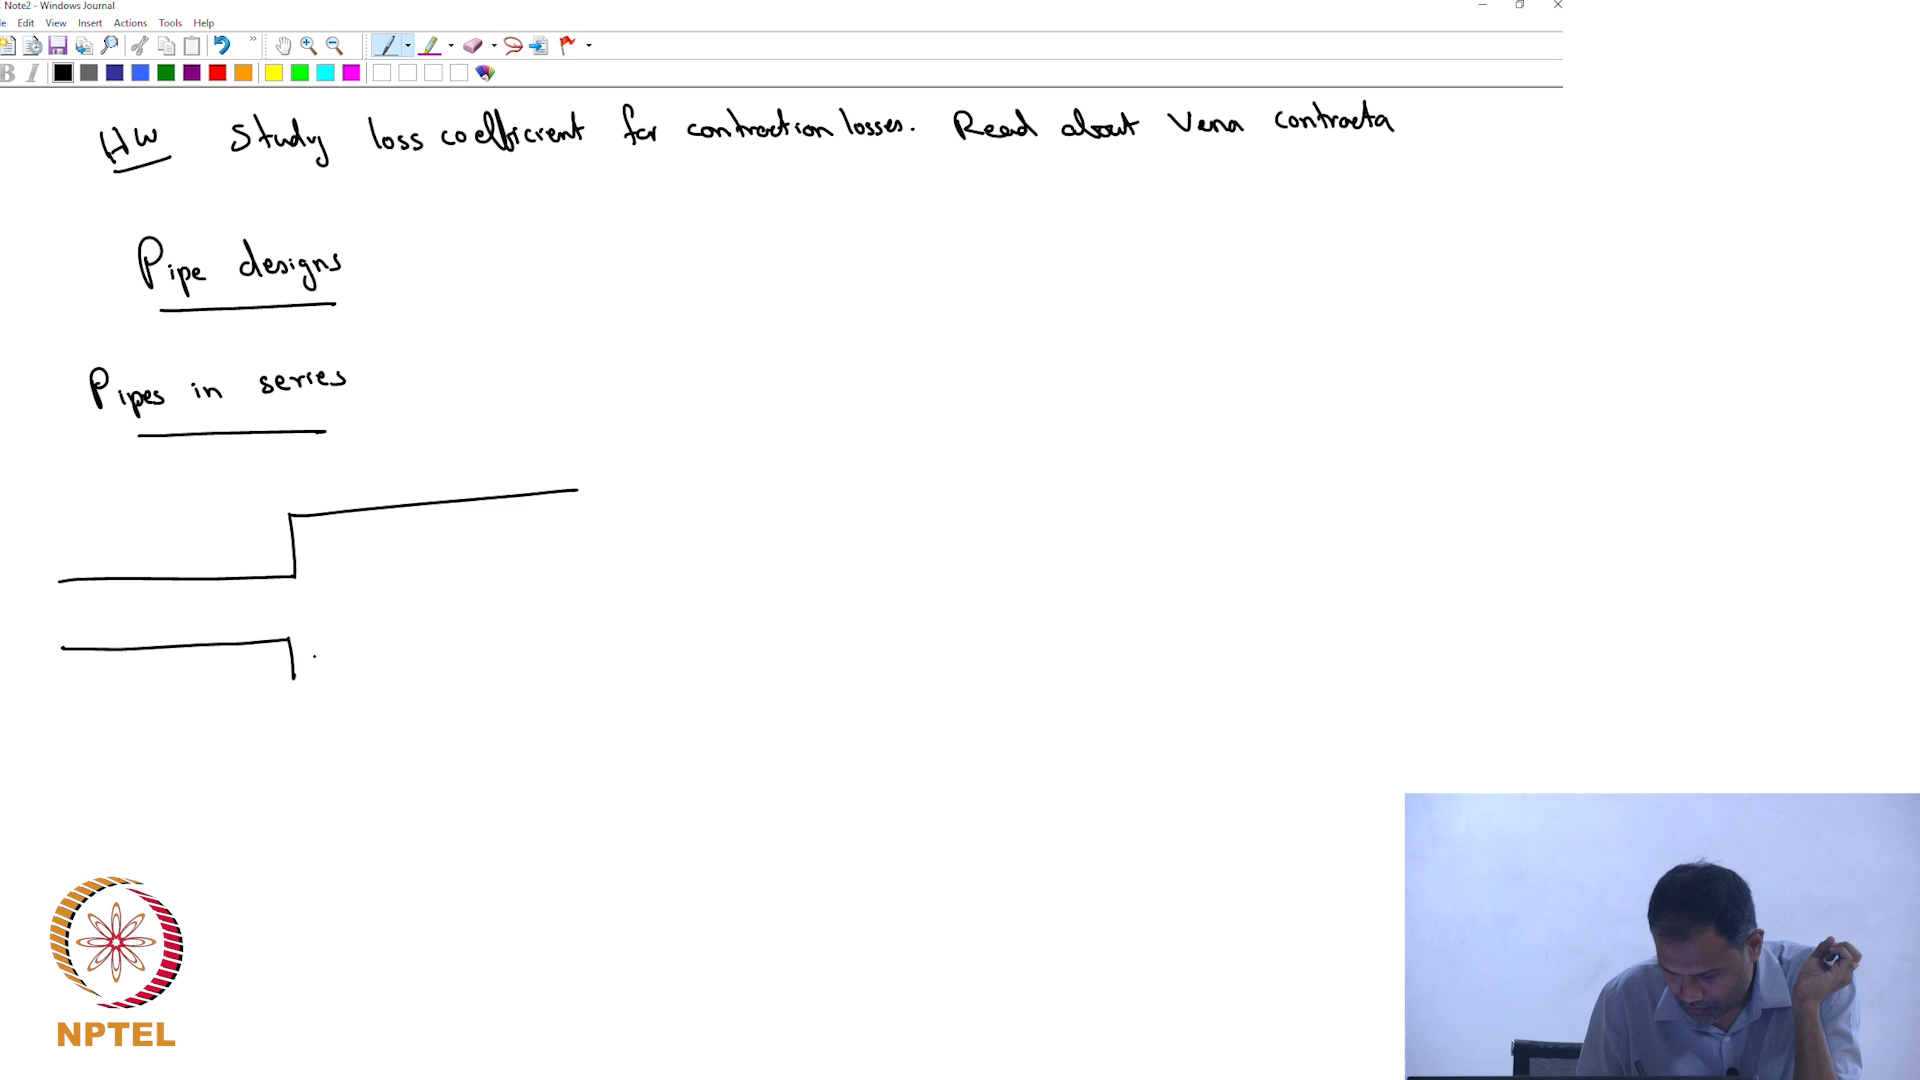 Note2 - Windows Journal
Edit View Insert Actions Tools Help
HW Study loss coefficient for contraction losses. Read about Vena contracta
Pipe designs
Pipes in series
NPTEL